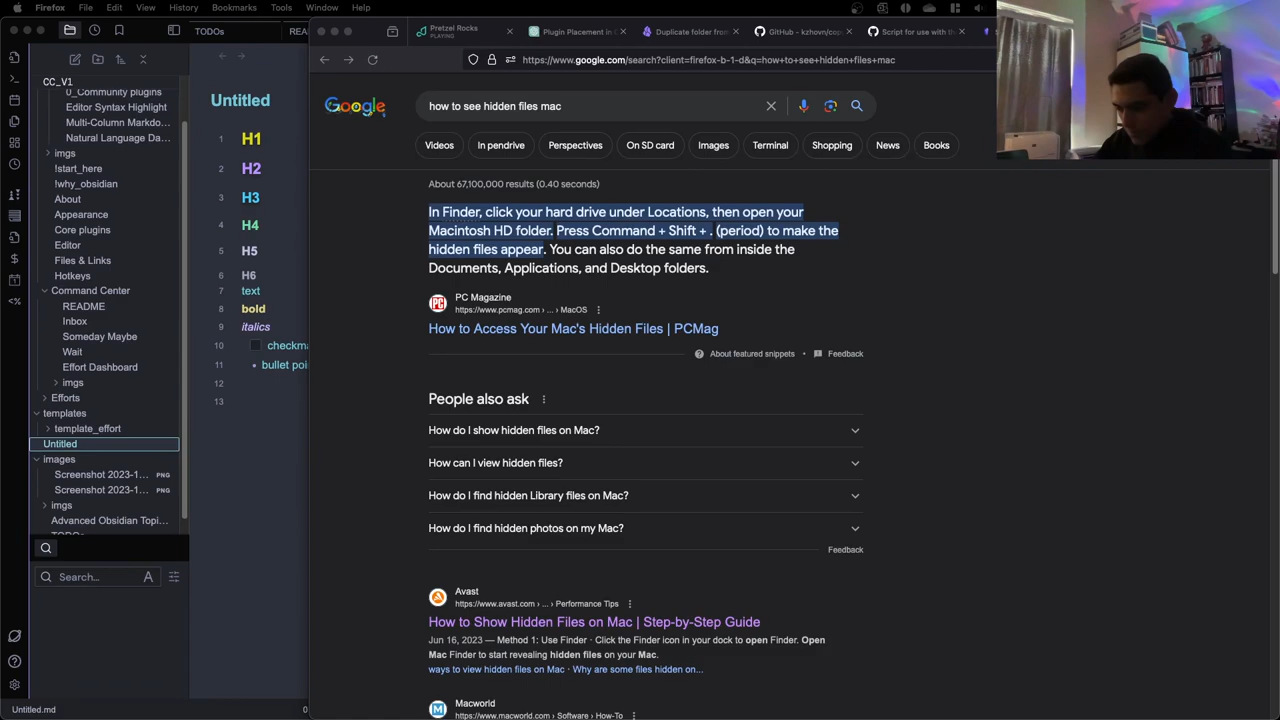 Firefox File Edit View History Bookmarks Tools Window Help
TODOs
REA
Pretzel Rocks
PLAYING
Plugin Placement in C
Duplicate folder from
GitHub - kzhovn/cop
Script for use with th
https://www.google.com/search?client=firefox-b-1-d&q=how+to+see+hidden+files+mac
CC_V1
0_Community plugins
Editor Syntax Highlight
Multi-Column Markdo...
Natural Language Da...
imgs
!start_here
!why_obsidian
About
Appearance
Core plugins
Editor
Files & Links
Hotkeys
Command Center
README
Inbox
Someday Maybe
Wait
Effort Dashboard
imgs
Efforts
templates
template_effort
Untitled
images
Screenshot 2023-1... PNG
Screenshot 2023-1... PNG
imgs
Advanced Obsidian Topi...
TODOs
Search...
Untitled.md
Untitled
1 H1
2 H2
3 H3
4 H4
5 H5
6 H6
7 text
8 bold
9 italics
10 checkma
11 bullet poi
12
13
0
Google
how to see hidden files mac
Videos In pendrive Perspectives On SD card Images Terminal Shopping News Books
About 67,100,000 results (0.40 seconds)
In Finder, click your hard drive under Locations, then open your
Macintosh HD folder. Press Command + Shift + . (period) to make the
hidden files appear. You can also do the same from inside the
Documents, Applications, and Desktop folders.
PC Magazine
https://www.pcmag.com › ... › MacOS
How to Access Your Mac's Hidden Files | PCMag
About featured snippets • Feedback
People also ask
How do I show hidden files on Mac?
How can I view hidden files?
How do I find hidden Library files on Mac?
How do I find hidden photos on my Mac?
Feedback
Avast
https://www.avast.com › ... › Performance Tips
How to Show Hidden Files on Mac | Step-by-Step Guide
Jun 16, 2023 — Method 1: Use Finder · Click the Finder icon in your dock to open Finder. Open
Mac Finder to start revealing hidden files on your Mac.
ways to view hidden files on Mac · Why are some files hidden on...
Macworld
https://www.macworld.com › Software › How-To